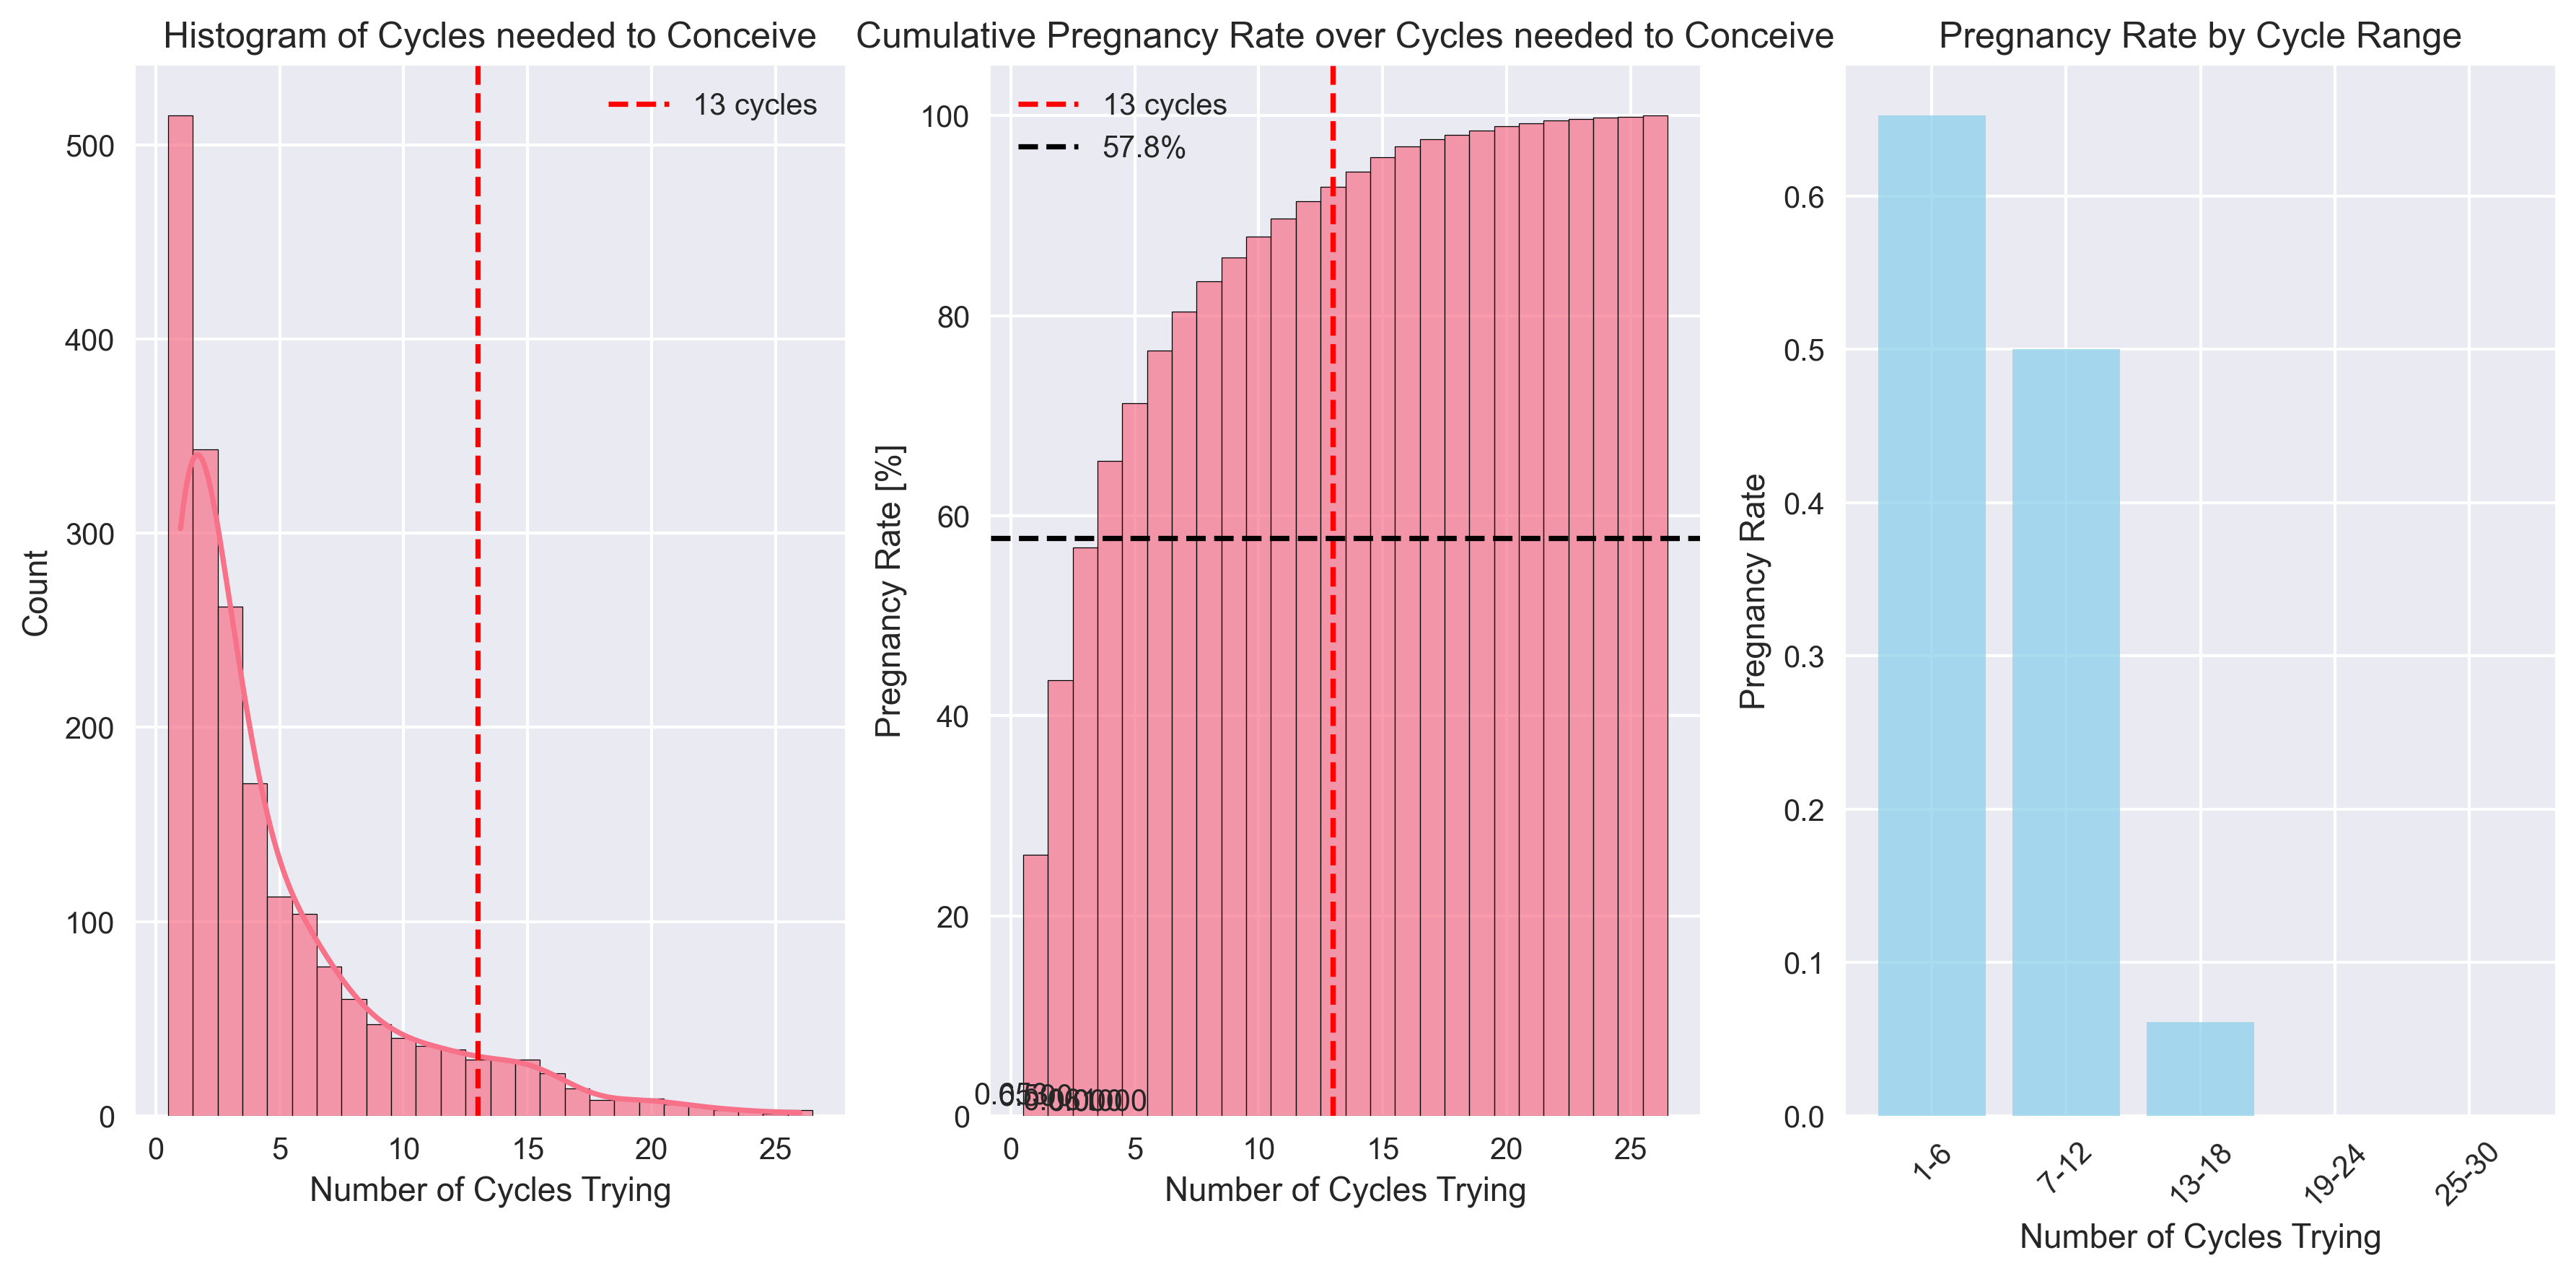 Histogram of Cycles needed to Conceive
13 cycles
500
400
300
200
100
0
Count
0 5 10 15 20 25
Number of Cycles Trying
Cumulative Pregnancy Rate over Cycles needed to Conceive
13 cycles
57.8%
100
80
60
40
20
0
Pregnancy Rate [%]
0 5 10 15 20 25
Number of Cycles Trying
Pregnancy Rate by Cycle Range
0.6
0.5
0.4
0.3
0.2
0.1
0.0
Pregnancy Rate
1-6 7-12 13-18 19-24 25-30
Number of Cycles Trying